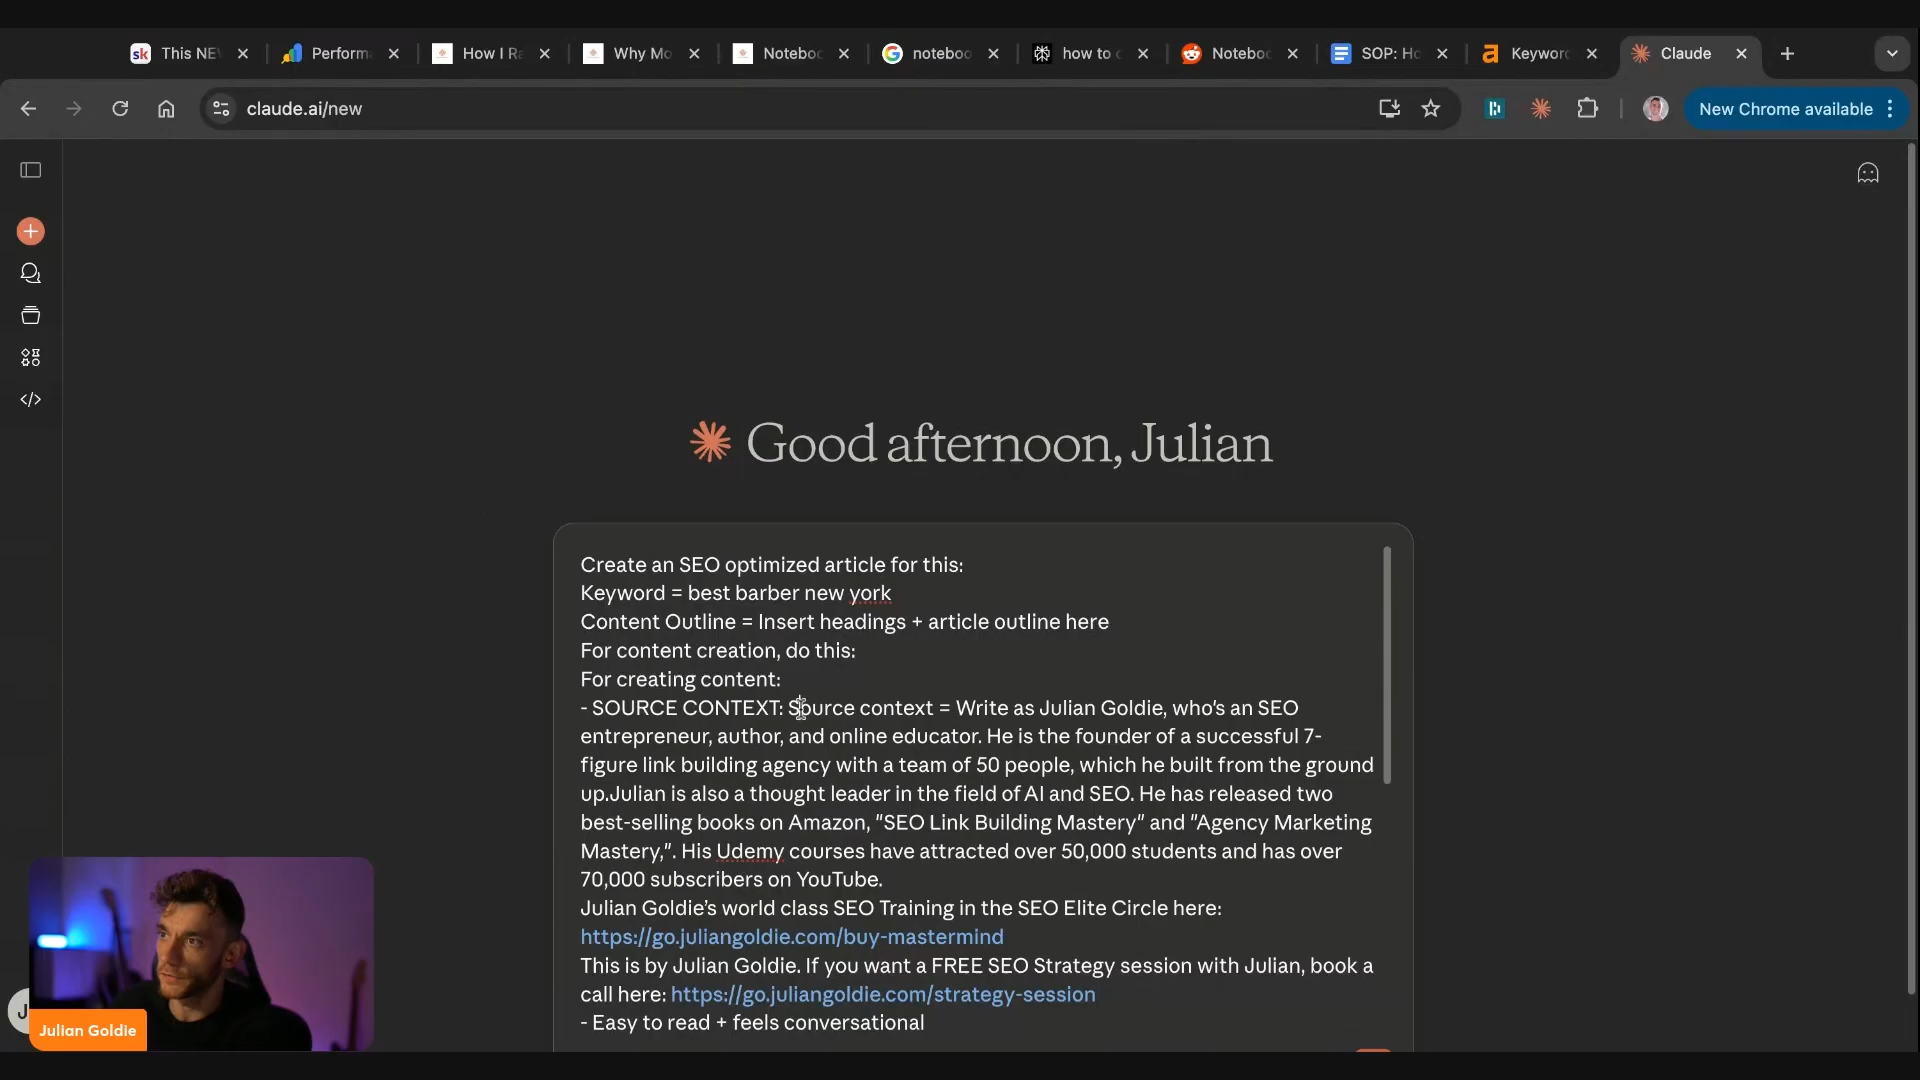 This NE
Perform
How I Ra
Why Mo
Noteboo
noteboo
how to c
Noteboo
SOP: Ho
Keyword
Claude
claude.ai/new
New Chrome available
Good afternoon, Julian
Create an SEO optimized article for this:
Keyword = best barber new york
Content Outline = Insert headings + article outline here
For content creation, do this:
For creating content:
- SOURCE CONTEXT: Source context = Write as Julian Goldie, who's an SEO
entrepreneur, author, and online educator. He is the founder of a successful 7-
figure link building agency with a team of 50 people, which he built from the ground
up.Julian is also a thought leader in the field of AI and SEO. He has released two
best-selling books on Amazon, "SEO Link Building Mastery" and "Agency Marketing
Mastery,". His Udemy courses have attracted over 50,000 students and has over
70,000 subscribers on YouTube.
Julian Goldie's world class SEO Training in the SEO Elite Circle here:
https://go.juliangoldie.com/buy-mastermind
This is by Julian Goldie. If you want a FREE SEO Strategy session with Julian, book a
call here: https://go.juliangoldie.com/strategy-session
- Easy to read + feels conversational
J
Julian Goldie